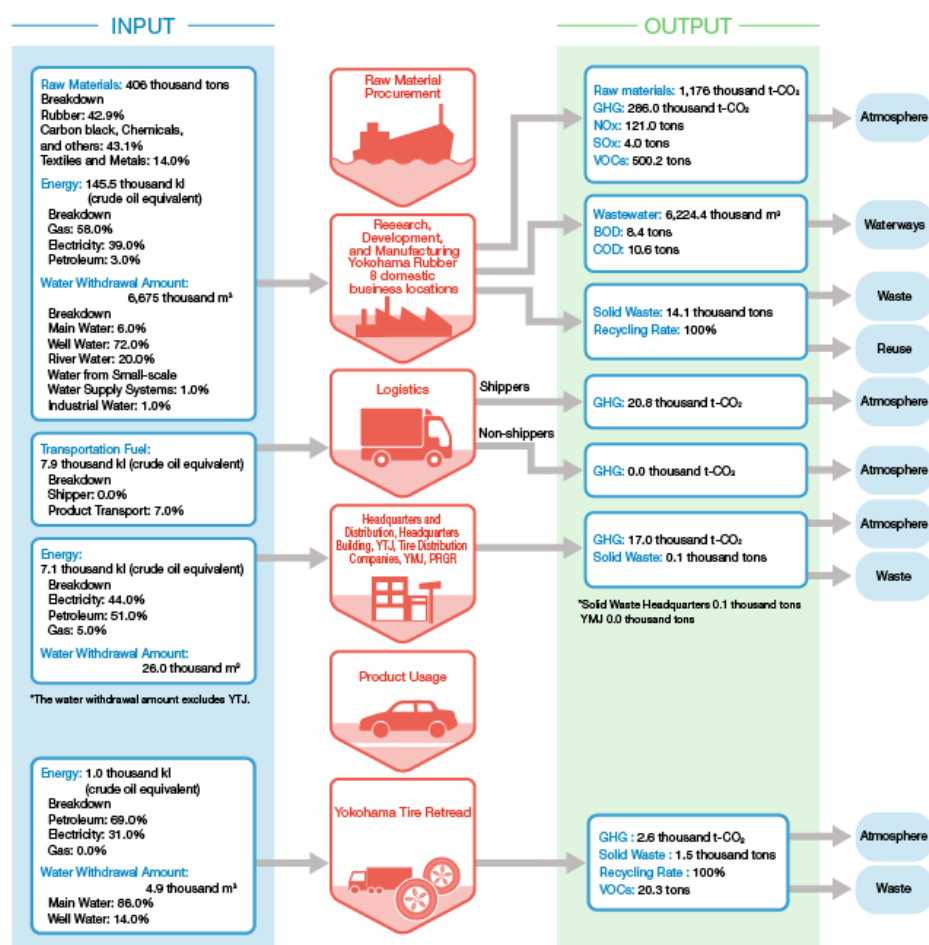 INPUT
Raw Materials: 406 thousand tons
Breakdown
Rubber: 42.9%
Carbon black, Chemicals,
and others: 43.1%
Textiles and Metals: 14.0%
Energy: 145.5 thousand kl
(crude oil equivalent)
Breakdown
Gas: 58.0%
Electricity: 39.0%
Petroleum: 3.0%
Water Withdrawal Amount:
6,675 thousand m³
Breakdown
Main Water: 6.0%
Well Water: 72.0%
River Water: 20.0%
Water from Small-scale
Water Supply Systems: 1.0%
Industrial Water: 1.0%
Transportation Fuel:
7.9 thousand kl (crude oil equivalent)
Breakdown
Shipper: 0.0%
Product Transport: 7.0%
Energy:
7.1 thousand kl (crude oil equivalent)
Breakdown
Electricity: 44.0%
Petroleum: 51.0%
Gas: 5.0%
Water Withdrawal Amount:
26.0 thousand m³
*The water withdrawal amount excludes YTJ.
Energy: 1.0 thousand kl
(crude oil equivalent)
Breakdown
Petroleum: 69.0%
Electricity: 31.0%
Gas: 0.0%
Water Withdrawal Amount:
4.9 thousand m³
Main Water: 86.0%
Well Water: 14.0%
Raw Material
Procurement
Research,
Development,
and Manufacturing
Yokohama Rubber
8 domestic
business locations
Logistics
Shippers
Non-shippers
Headquarters and
Distribution, Headquarters
Building, YTJ, Tire Distribution
Companies, YMJ, PRGR
Product Usage
Yokohama Tire Retread
OUTPUT
Raw materials: 1,176 thousand t-CO₂
GHG: 286.0 thousand t-CO₂
NOx: 121.0 tons
SOx: 4.0 tons
VOCs: 500.2 tons
Atmosphere
Wastewater: 6,224.4 thousand m³
BOD: 8.4 tons
COD: 10.6 tons
Waterways
Solid Waste: 14.1 thousand tons
Recycling Rate: 100%
Waste
Reuse
GHG: 20.8 thousand t-CO₂
Atmosphere
GHG: 0.0 thousand t-CO₂
Atmosphere
GHG: 17.0 thousand t-CO₂
Solid Waste: 0.1 thousand tons
Atmosphere
Waste
*Solid Waste Headquarters 0.1 thousand tons
YMJ 0.0 thousand tons
GHG : 2.6 thousand t-CO₂
Solid Waste : 1.5 thousand tons
Recycling Rate : 100%
VOCs: 20.3 tons
Atmosphere
Waste